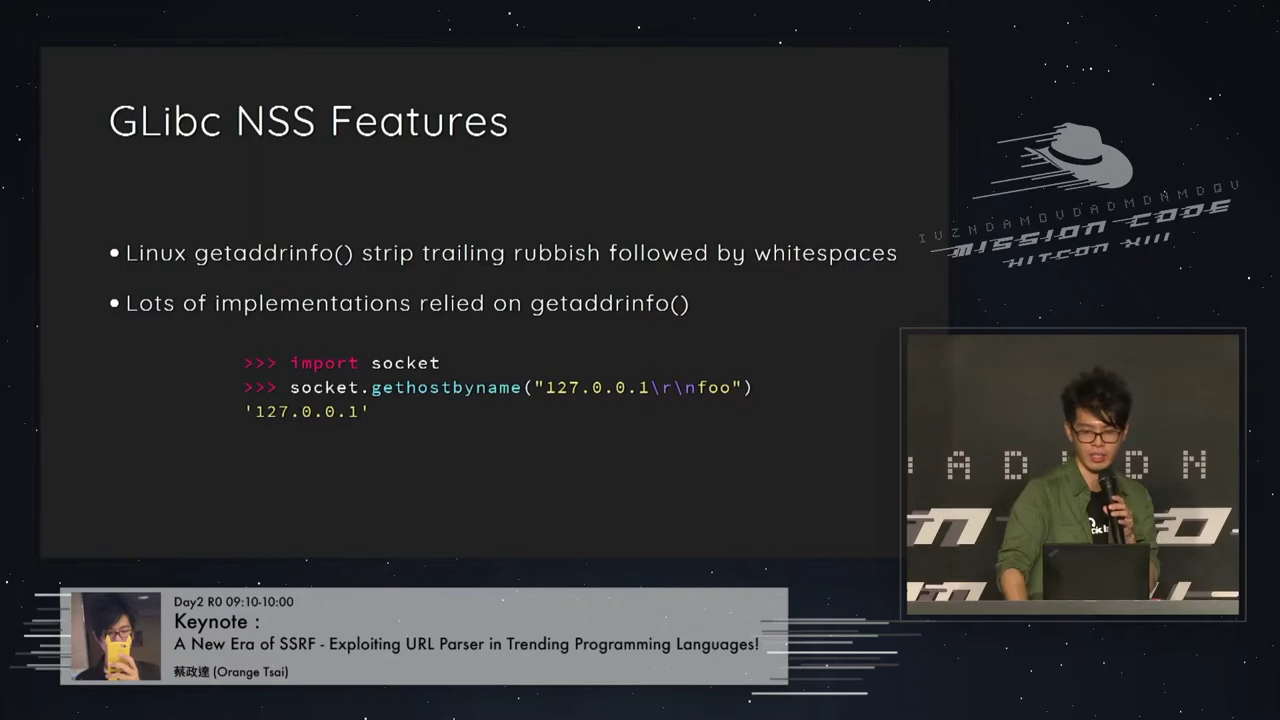 GLibc NSS Features
• Linux getaddrinfo() strip trailing rubbish followed by whitespaces
• Lots of implementations relied on getaddrinfo()
>>> import socket
>>> socket.gethostbyname("127.0.0.1\r\nfoo")
'127.0.0.1'
IUZNDAMOUDADMDNMDQU
MISSION CODE
HITCON XIII
ADION
Day2 R0 09:10-10:00
Keynote :
A New Era of SSRF - Exploiting URL Parser in Trending Programming Languages!
蔡政達 (Orange Tsai)